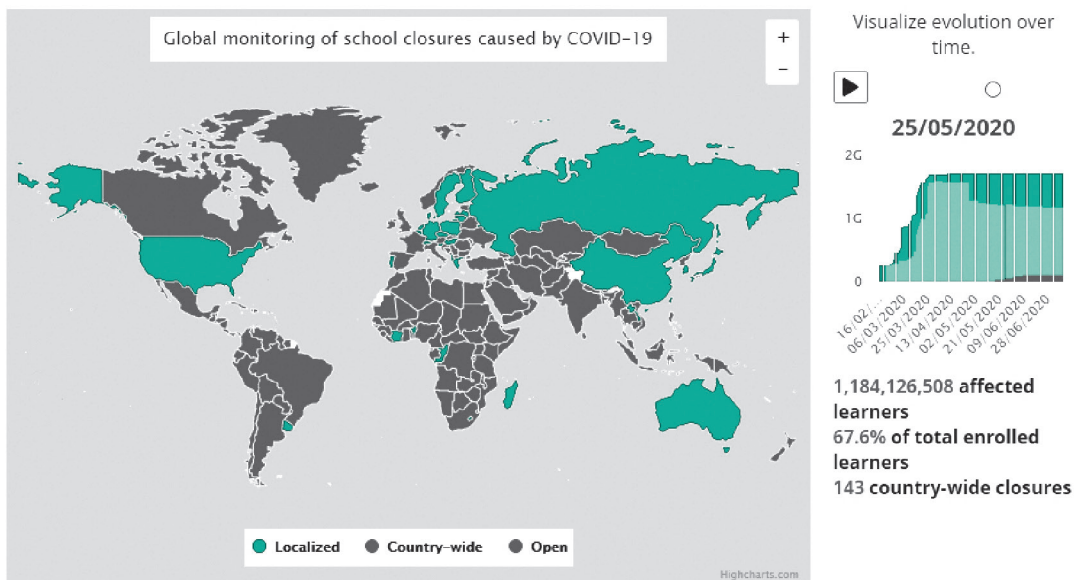 Global monitoring of school closures caused by COVID-19
+
−
Localized
Country-wide
Open
Highcharts.com
Visualize evolution over
time.
25/05/2020
2G
1G
0
16/02/...
06/03/2020
25/03/2020
13/04/2020
02/05/2020
21/05/2020
09/06/2020
28/06/2020
1,184,126,508 affected
learners
67.6% of total enrolled
learners
143 country-wide closures